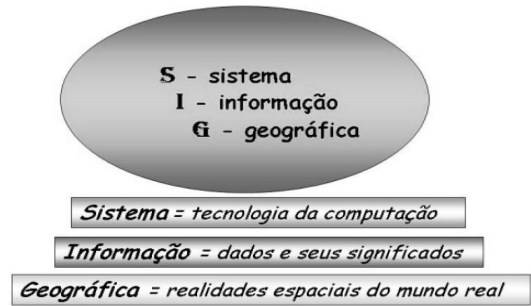 S - sistema
I - informação
G - geográfica
Sistema = tecnologia da computação
Informação = dados e seus significados
Geográfica = realidades espaciais do mundo real